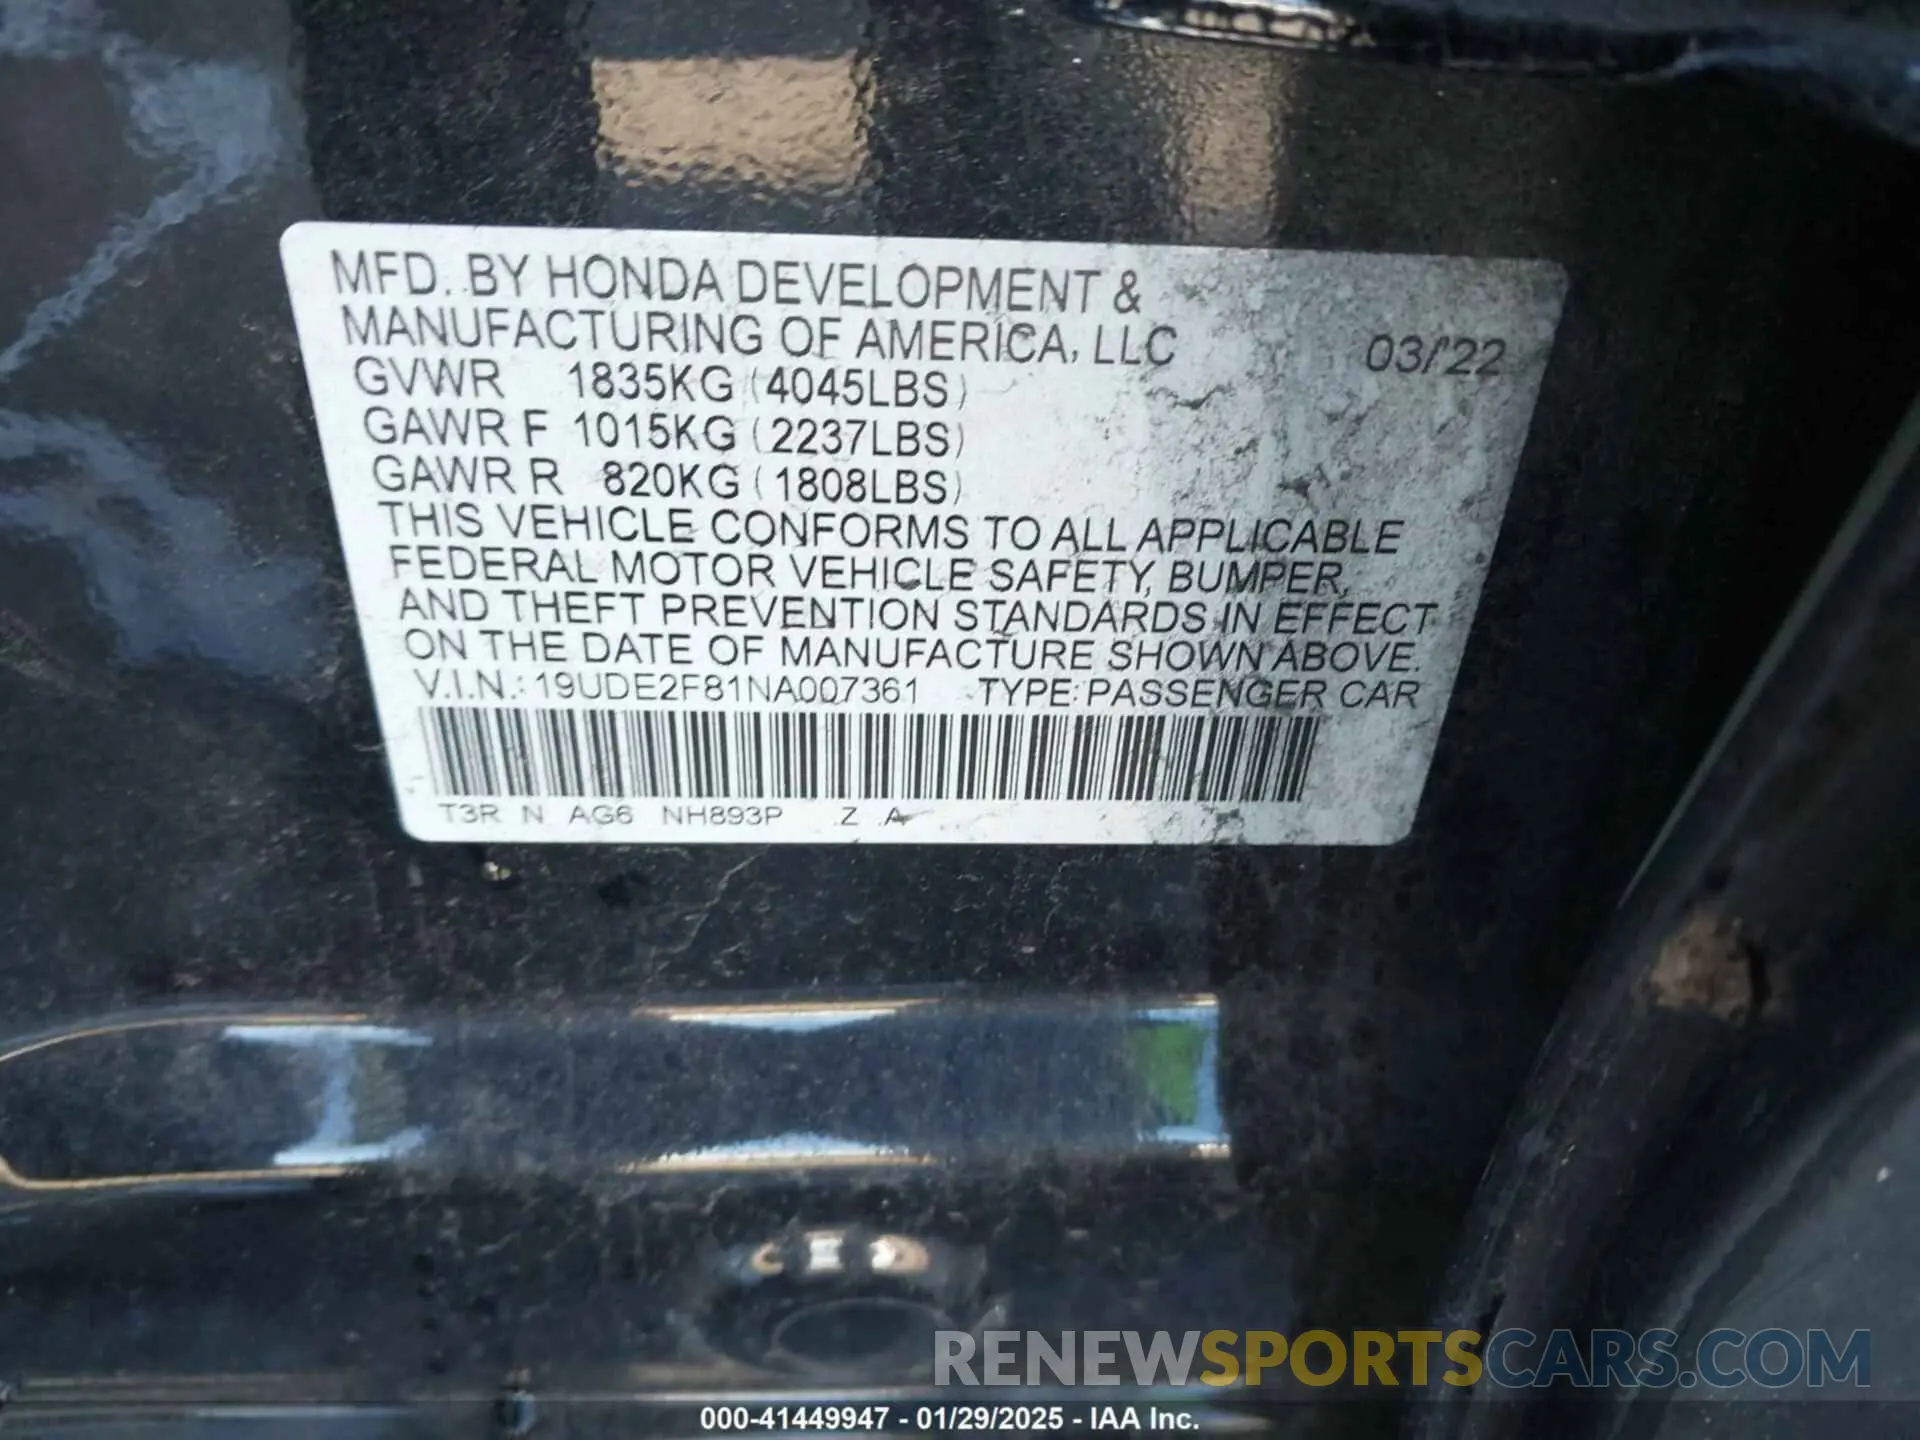 MFD. BY HONDA DEVELOPMENT &
MANUFACTURING OF AMERICA, LLC 03/'22
GVWR 1835KG (4045LBS)
GAWR F 1015KG (2237LBS)
GAWR R 820KG (1808LBS)
THIS VEHICLE CONFORMS TO ALL APPLICABLE
FEDERAL MOTOR VEHICLE SAFETY, BUMPER,
AND THEFT PREVENTION STANDARDS IN EFFECT
ON THE DATE OF MANUFACTURE SHOWN ABOVE.
V.I.N.: 19UDE2F81NA007361 TYPE: PASSENGER CAR
T3R N AG6 NH893P Z A
RENEWSPORTSCARS.COM
000-41449947 - 01/29/2025 - IAA Inc.